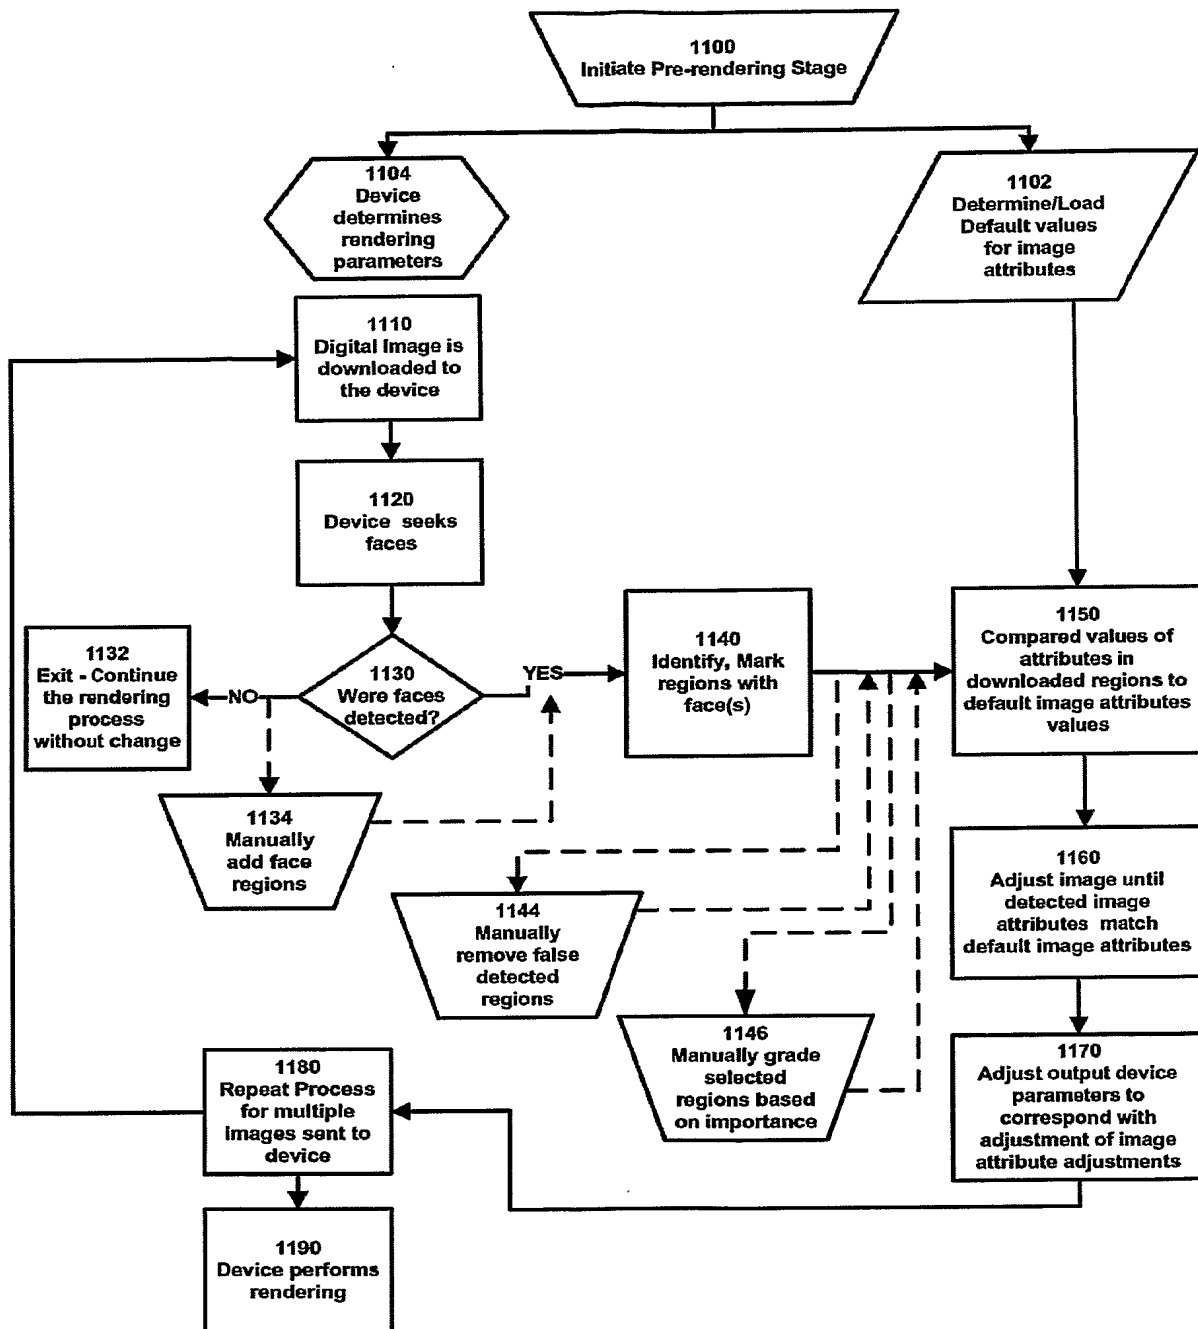 1100
Initiate Pre-rendering Stage
1104
Device
determines
rendering
parameters
1102
Determine/Load
Default values
for image
attributes
1110
Digital Image is
downloaded to
the device
1120
Device seeks
faces
1132
Exit - Continue
the rendering
process
without change
NO
1130
Were faces
detected?
YES
1140
Identify, Mark
regions with
face(s)
1150
Compared values of
attributes in
downloaded regions to
default image attributes
values
1134
Manually
add face
regions
1144
Manually
remove false
detected
regions
1160
Adjust image until
detected image
attributes match
default image attributes
1146
Manually grade
selected
regions based
on importance
1170
Adjust output device
parameters to
correspond with
adjustment of image
attribute adjustments
1180
Repeat Process
for multiple
images sent to
device
1190
Device performs
rendering